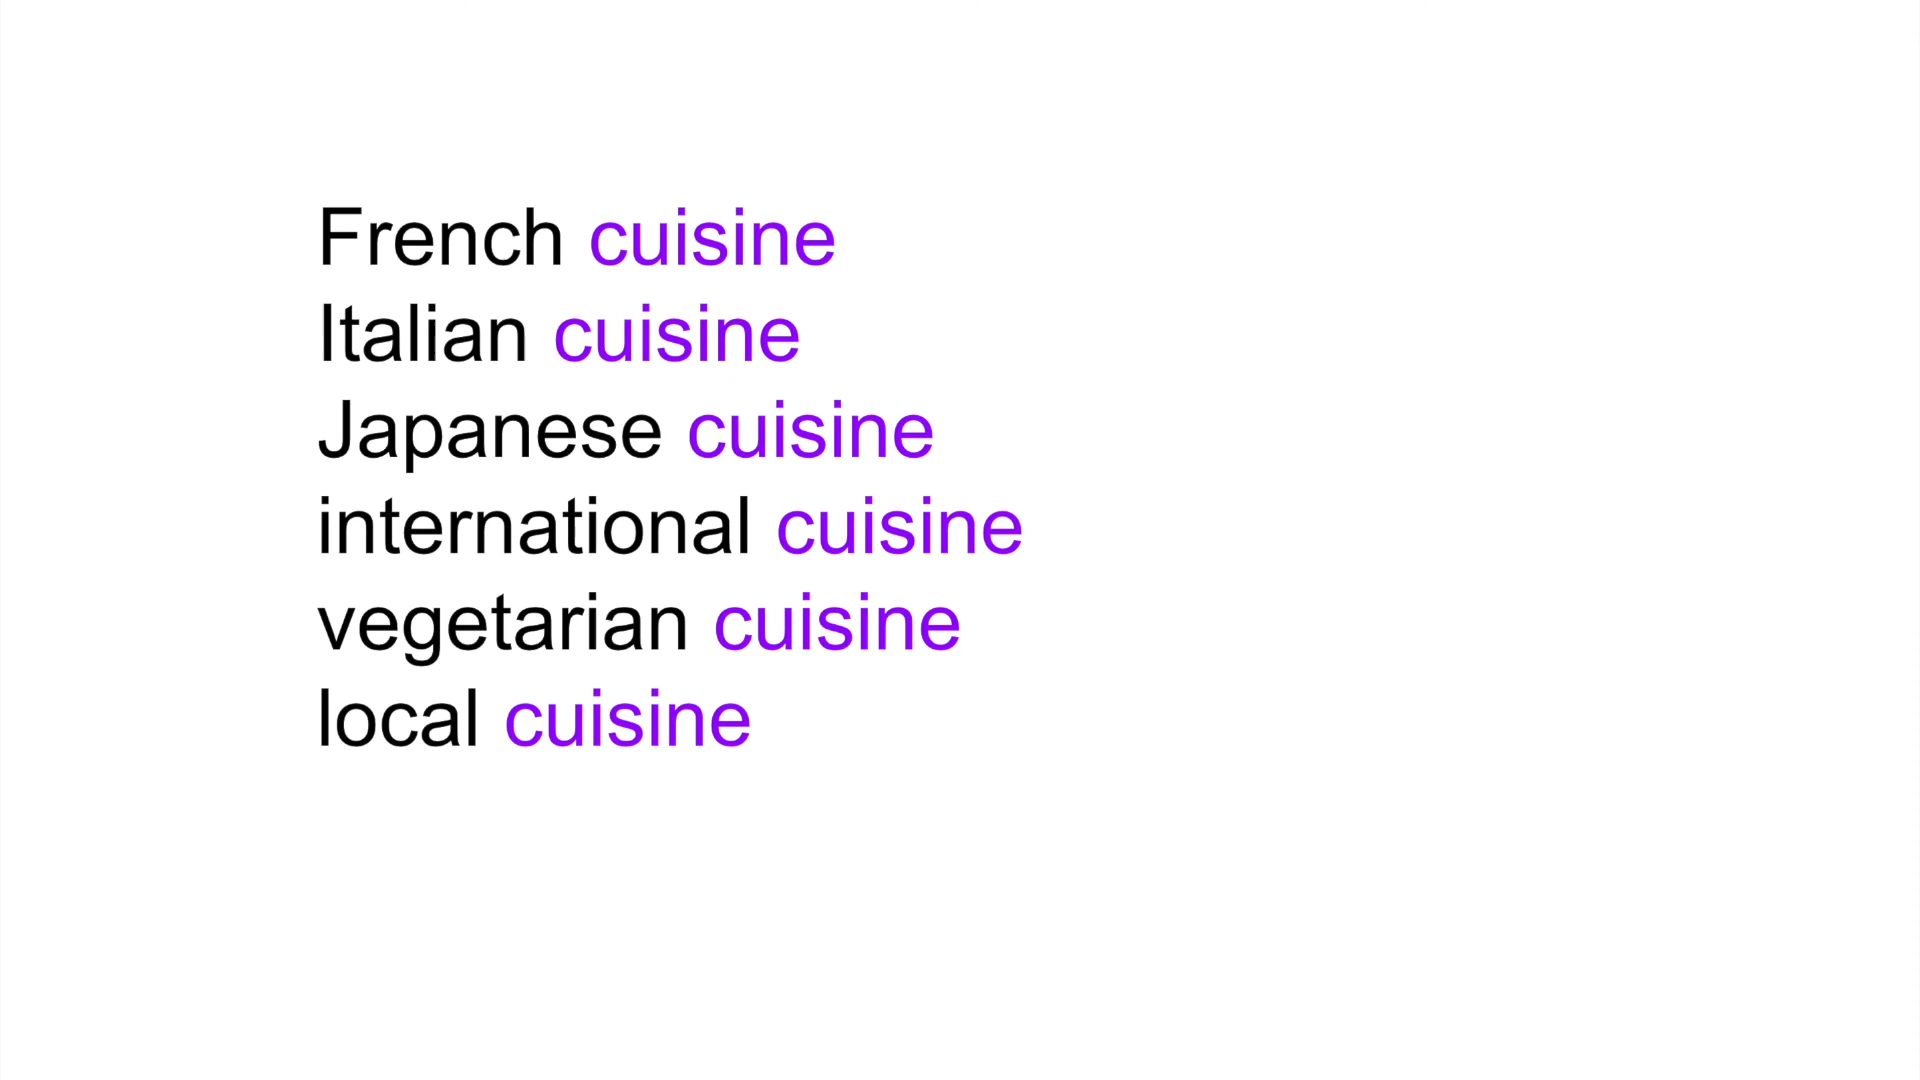 French cuisine
Italian cuisine
Japanese cuisine
international cuisine
vegetarian cuisine
local cuisine